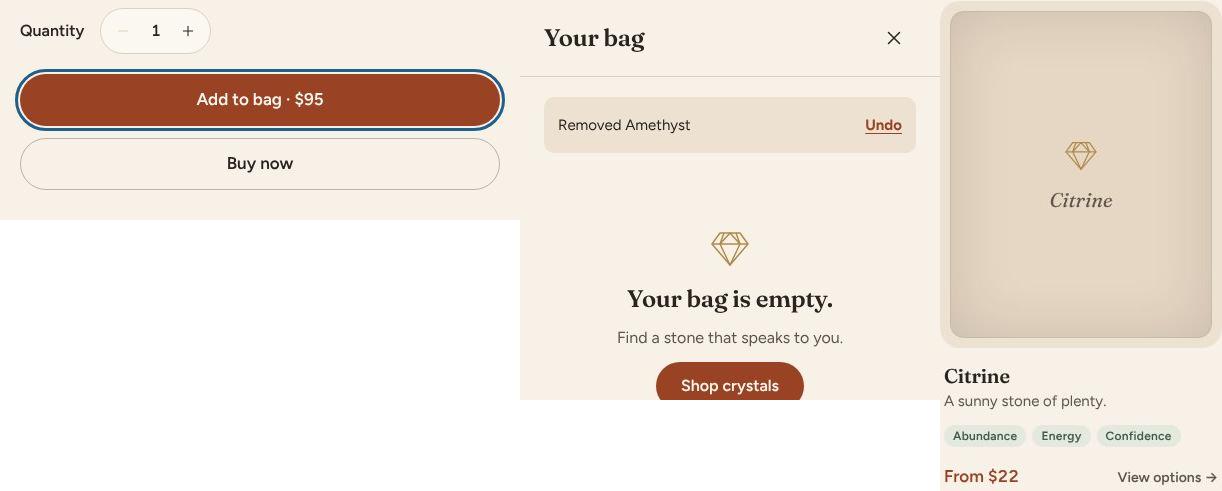 Quantity 1
Add to bag · $95
Buy now
Your bag
Removed Amethyst Undo
Your bag is empty.
Find a stone that speaks to you.
Shop crystals
Citrine
Citrine
A sunny stone of plenty.
Abundance Energy Confidence
From $22 View options →